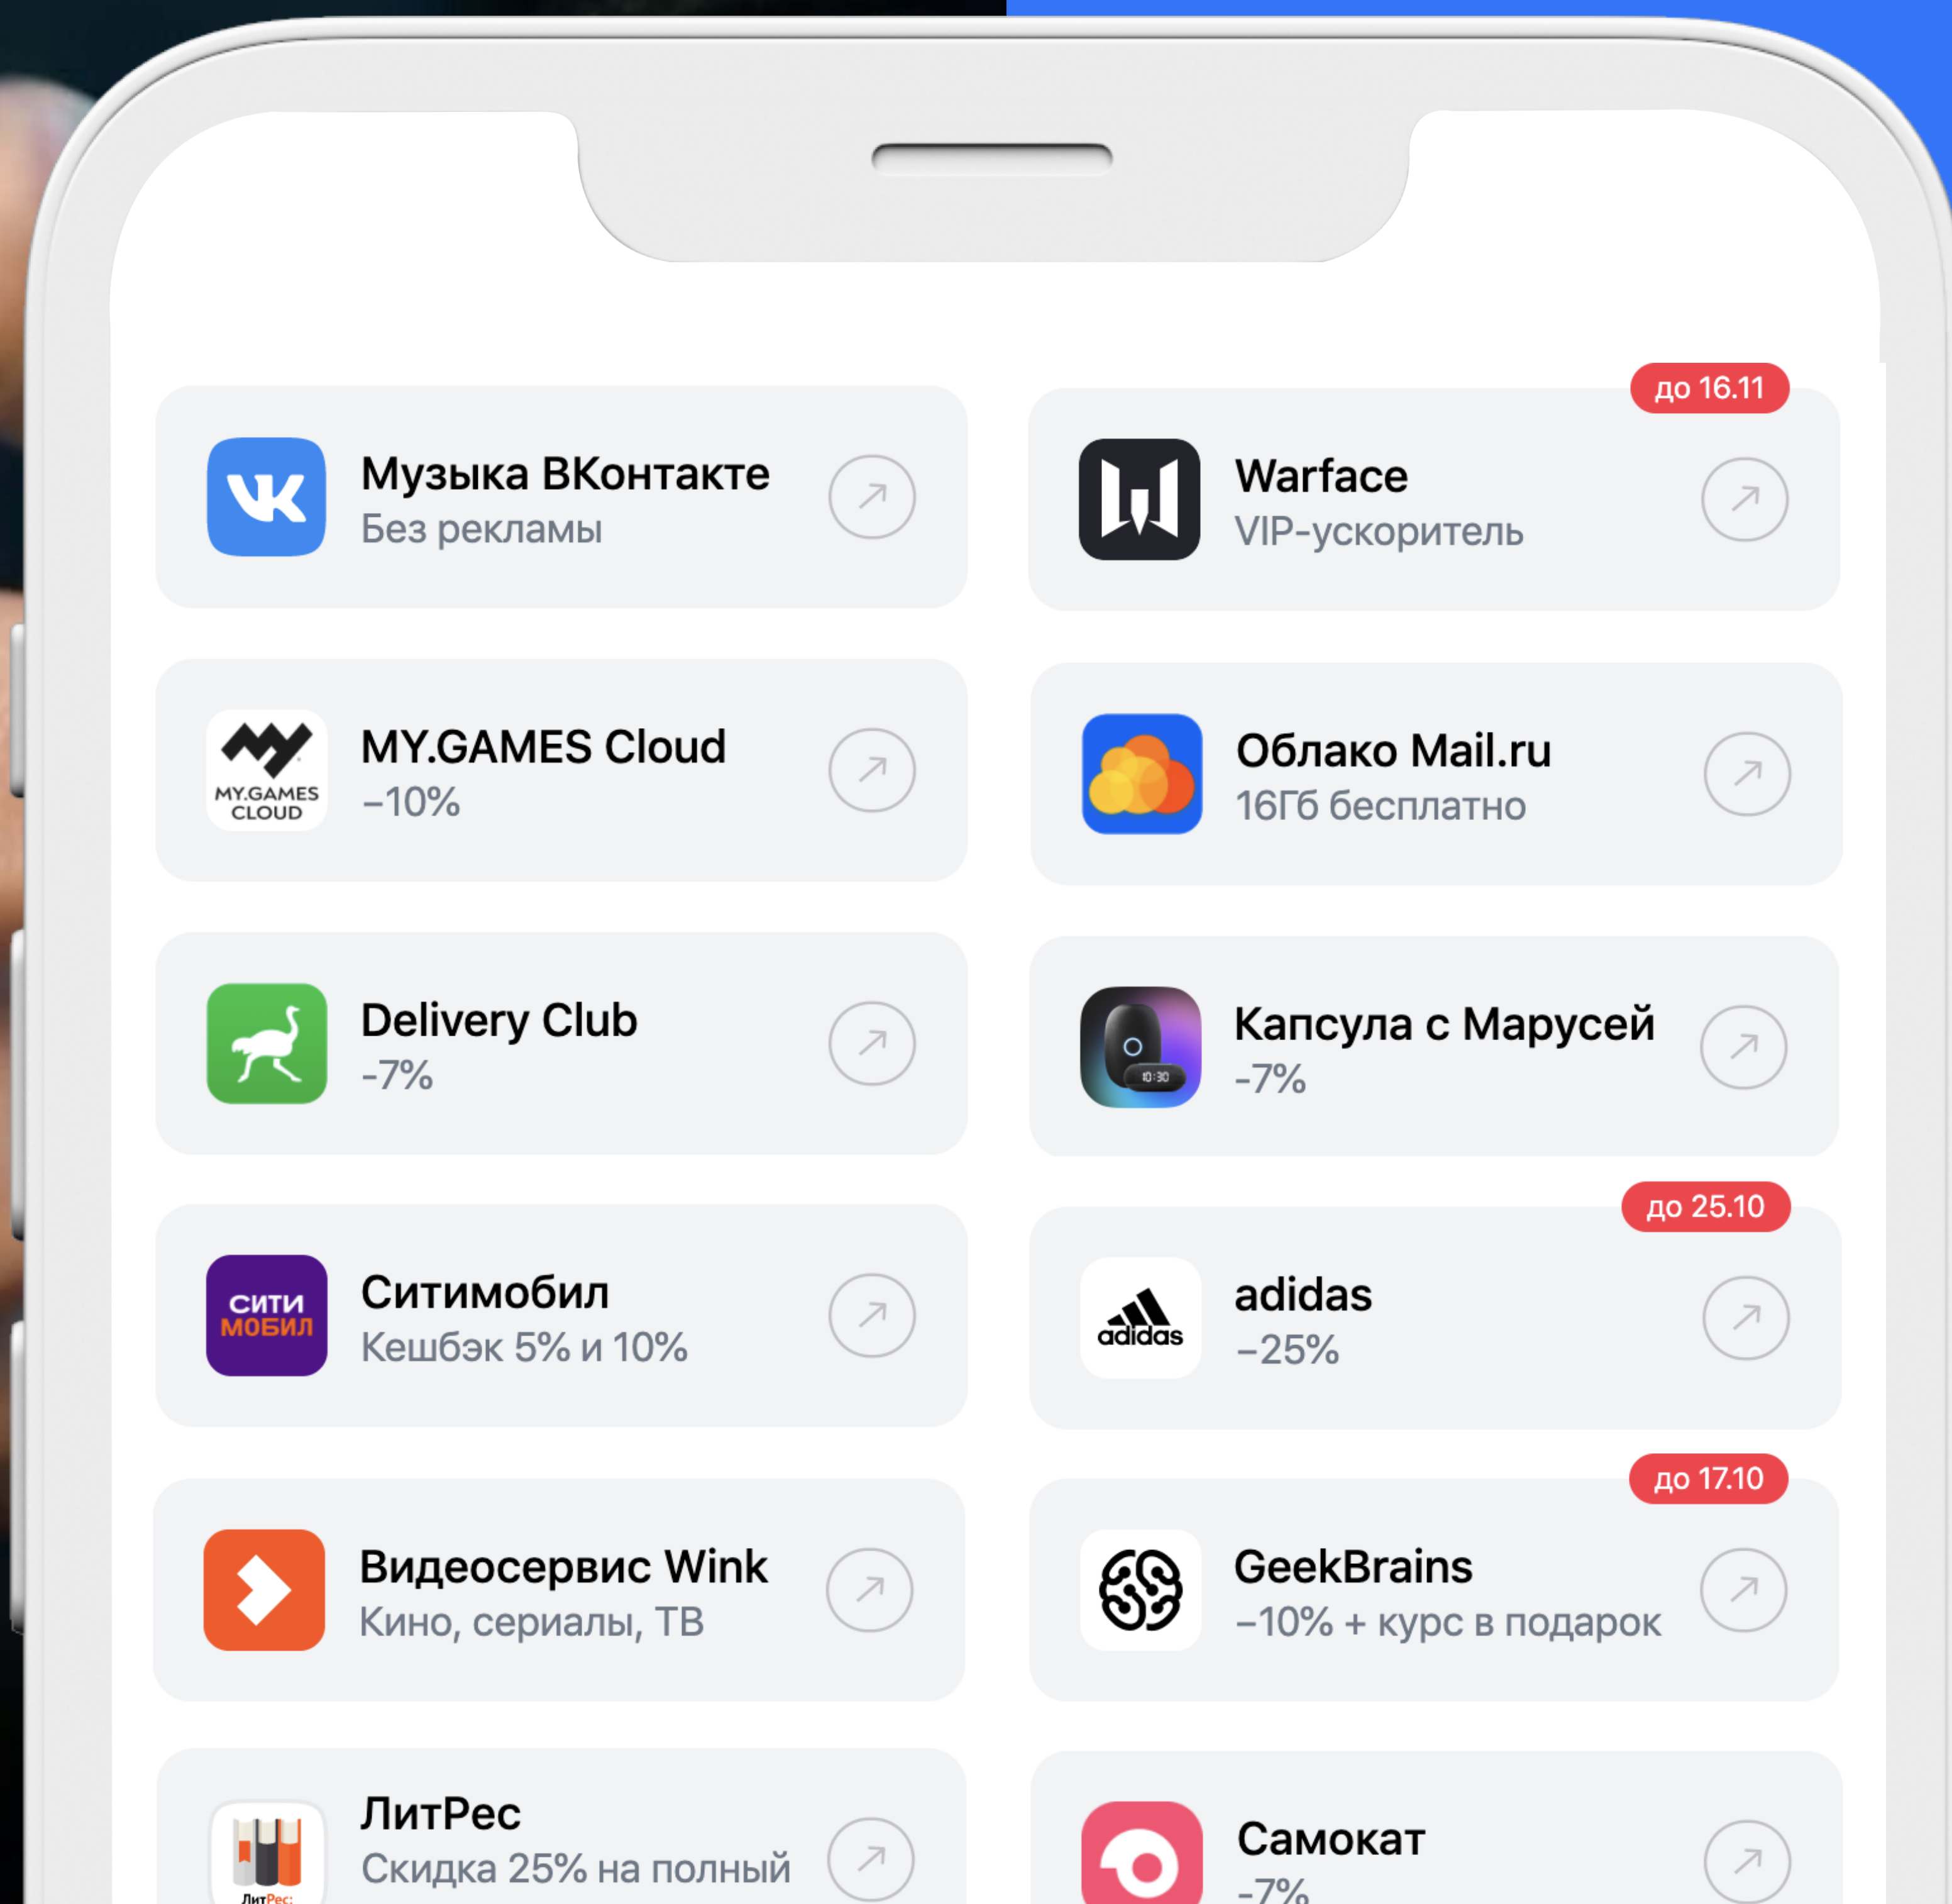 Музыка ВКонтакте
Без рекламы
до 16.11
Warface
VIP-ускоритель
MY.GAMES
CLOUD
MY.GAMES Cloud
–10%
Облако Mail.ru
16Гб бесплатно
Delivery Club
-7%
10:30
Капсула с Марусей
-7%
СИТИ
МОБИЛ
Ситимобил
Кешбэк 5% и 10%
до 25.10
adidas
adidas
–25%
Видеосервис Wink
Кино, сериалы, ТВ
до 17.10
GeekBrains
–10% + курс в подарок
ЛитРес:
ЛитРес
Скидка 25% на полный
Самокат
-7%